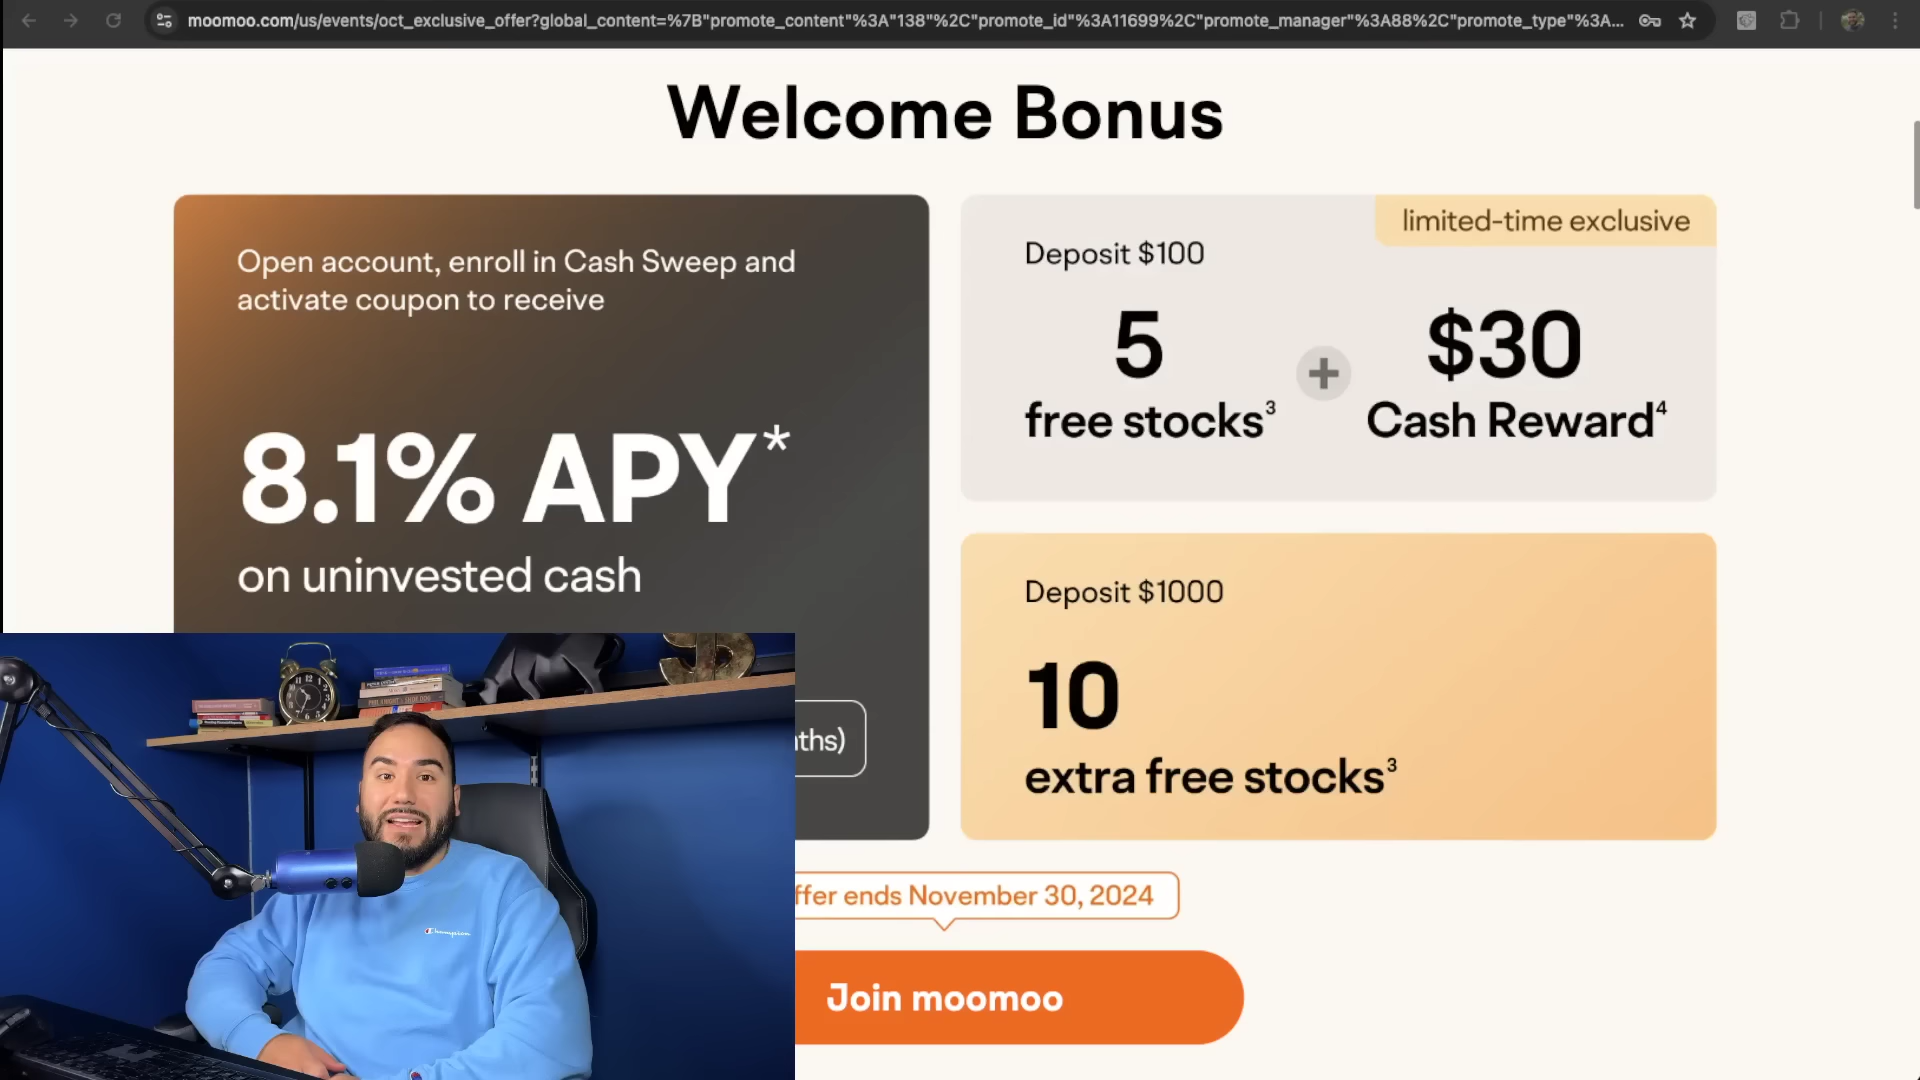 moomoo.com/us/events/oct_exclusive_offer?global_content=%7B"promote_content"%3A"138"%2C"promote_id"%3A11699%2C"promote_manager"%3A88%2C"promote_type"%3A...
Welcome Bonus
Open account, enroll in Cash Sweep and
activate coupon to receive
8.1% APY*
on uninvested cash
ths)
limited-time exclusive
Deposit $100
5
free stocks3
+
$30
Cash Reward4
Deposit $1000
10
extra free stocks3
ffer ends November 30, 2024
Join moomoo
Champion